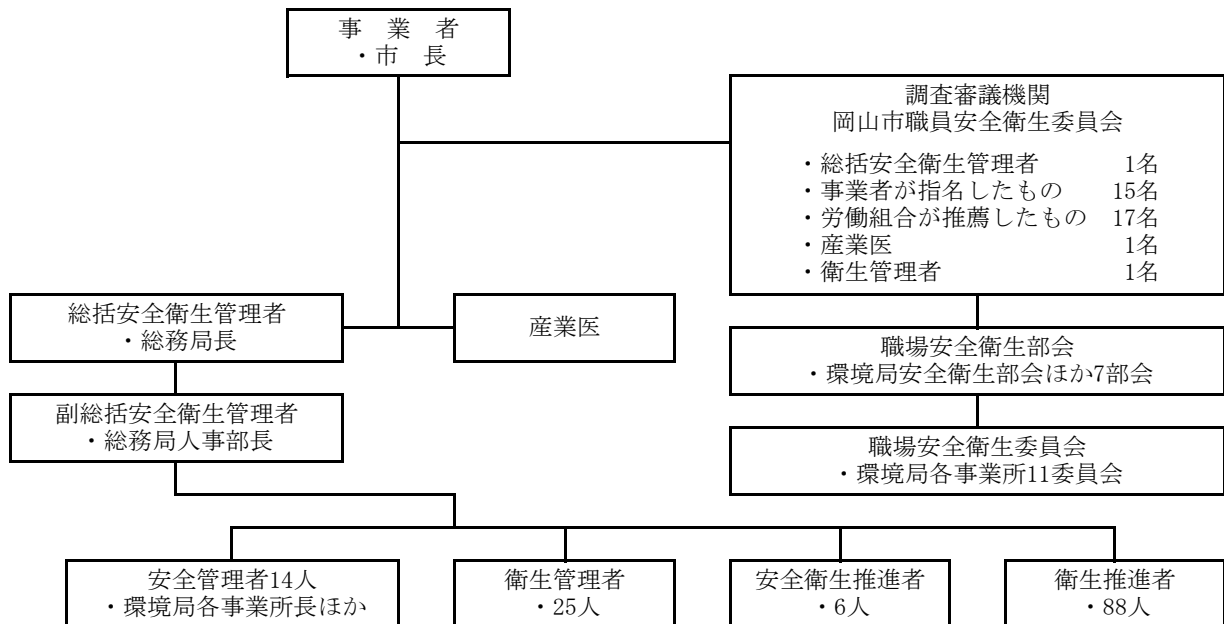 事　業　者
・市　長
調査審議機関
岡山市職員安全衛生委員会
・総括安全衛生管理者　1名
・事業者が指名したもの　15名
・労働組合が推薦したもの　17名
・産業医　1名
・衛生管理者　1名
総括安全衛生管理者
・総務局長
産業医
職場安全衛生部会
・環境局安全衛生部会ほか7部会
副総括安全衛生管理者
・総務局人事部長
職場安全衛生委員会
・環境局各事業所11委員会
安全管理者14人
・環境局各事業所長ほか
衛生管理者
・25人
安全衛生推進者
・6人
衛生推進者
・88人